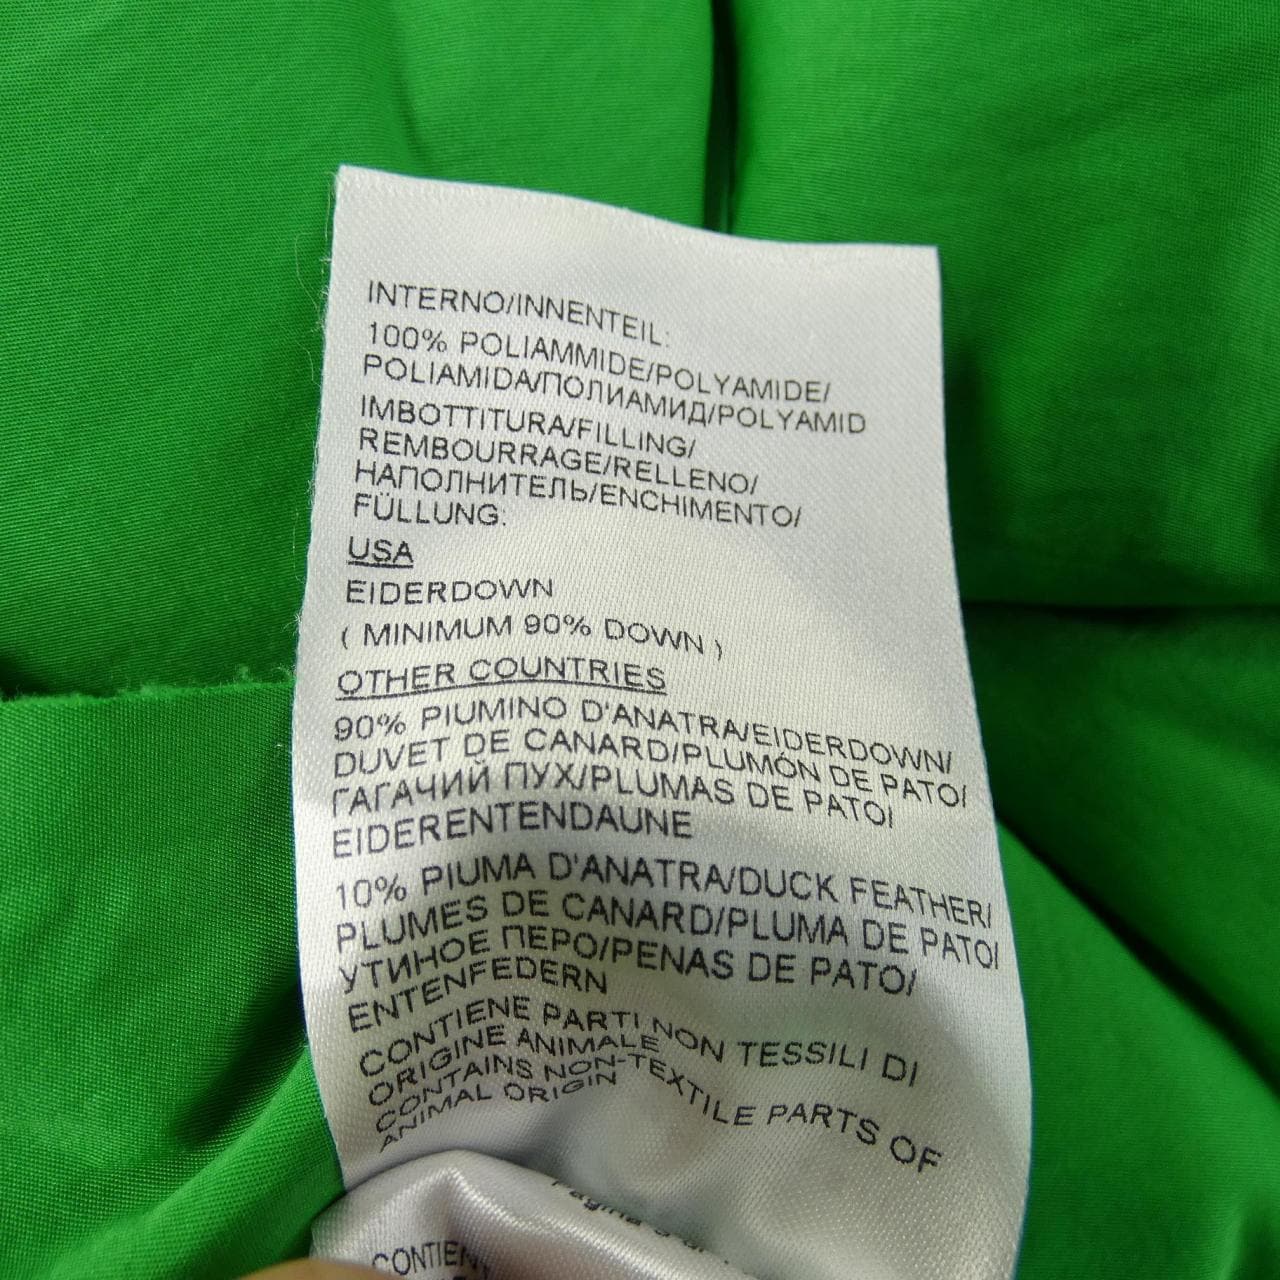 INTERNO/INNENTEIL:
100% POLIAMMIDE/POLYAMIDE/
POLIAMIDA/ПОЛИАМИД/POLYAMID
IMBOTTITURA/FILLING/
REMBOURRAGE/RELLENO/
НАПОЛНИТЕЛЬ/ENCHIMENTO/
FÜLLUNG:
USA
EIDERDOWN
( MINIMUM 90% DOWN )
OTHER COUNTRIES
90% PIUMINO D'ANATRA/EIDERDOWN/
DUVET DE CANARD/PLUMÓN DE PATO/
ГАГАЧИЙ ПУХ/PLUMAS DE PATO/
EIDERENTENDAUNE
10% PIUMA D'ANATRA/DUCK FEATHER/
PLUMES DE CANARD/PLUMA DE PATO/
УТИНОЕ ПЕРО/PENAS DE PATO/
ENTENFEDERN
CONTIENE PARTI NON TESSILI DI
ORIGINE ANIMALE
CONTAINS NON-TEXTILE PARTS OF
ANIMAL ORIGIN
Pagina